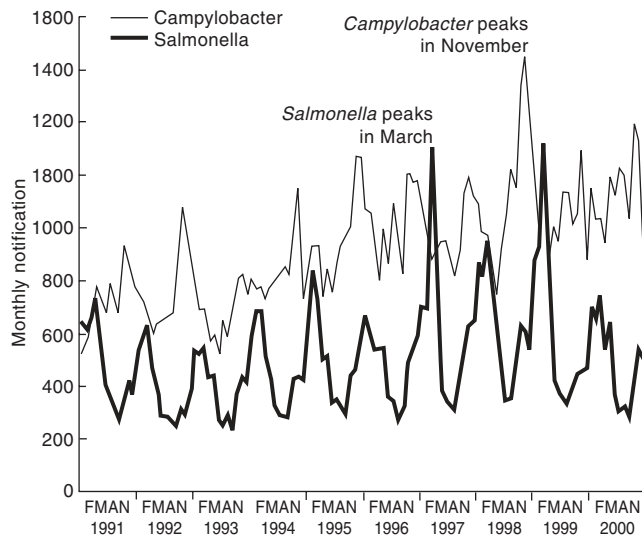 1800
Campylobacter
Salmonella
Campylobacter peaks
in November
1400
Salmonella peaks
in March
1200
1800
1000
800
600
400
200
0
Monthly notification
FMAN FMAN FMAN FMAN FMAN FMAN FMAN FMAN FMAN FMAN
1991 1992 1993 1994 1995 1996 1997 1998 1999 2000